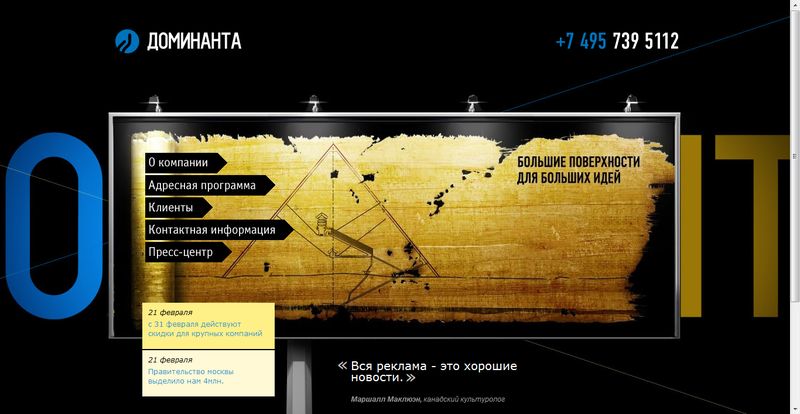 ДОМИНАНТА
+7 495 739 5112
О компании
Адресная программа
Клиенты
Контактная информация
Пресс-центр
БОЛЬШИЕ ПОВЕРХНОСТИ
ДЛЯ БОЛЬШИХ ИДЕЙ
21 февраля
с 31 февраля действуют
скидки для крупных компаний
21 февраля
Правительство москвы
выделило нам 4млн.
« Вся реклама - это хорошие
новости. »
Маршалл Маклюэн, канадский культуролог